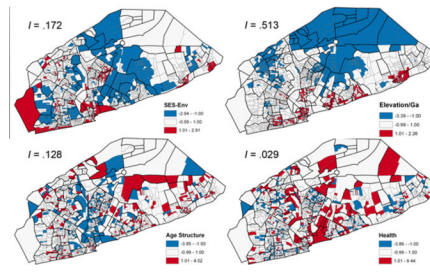 I = .172
SES-Env
-2.94 - -1.00
-0.99 - 1.00
1.01 - 2.91
I = .513
Elevation/Ga
-3.39 - -1.00
-0.99 - 1.00
1.01 - 2.26
I = .128
Age Structure
-3.85 - -1.00
-0.99 - 1.00
1.01 - 4.02
I = .029
Health
-3.86 - -1.00
-0.99 - 1.00
1.01 - 9.44